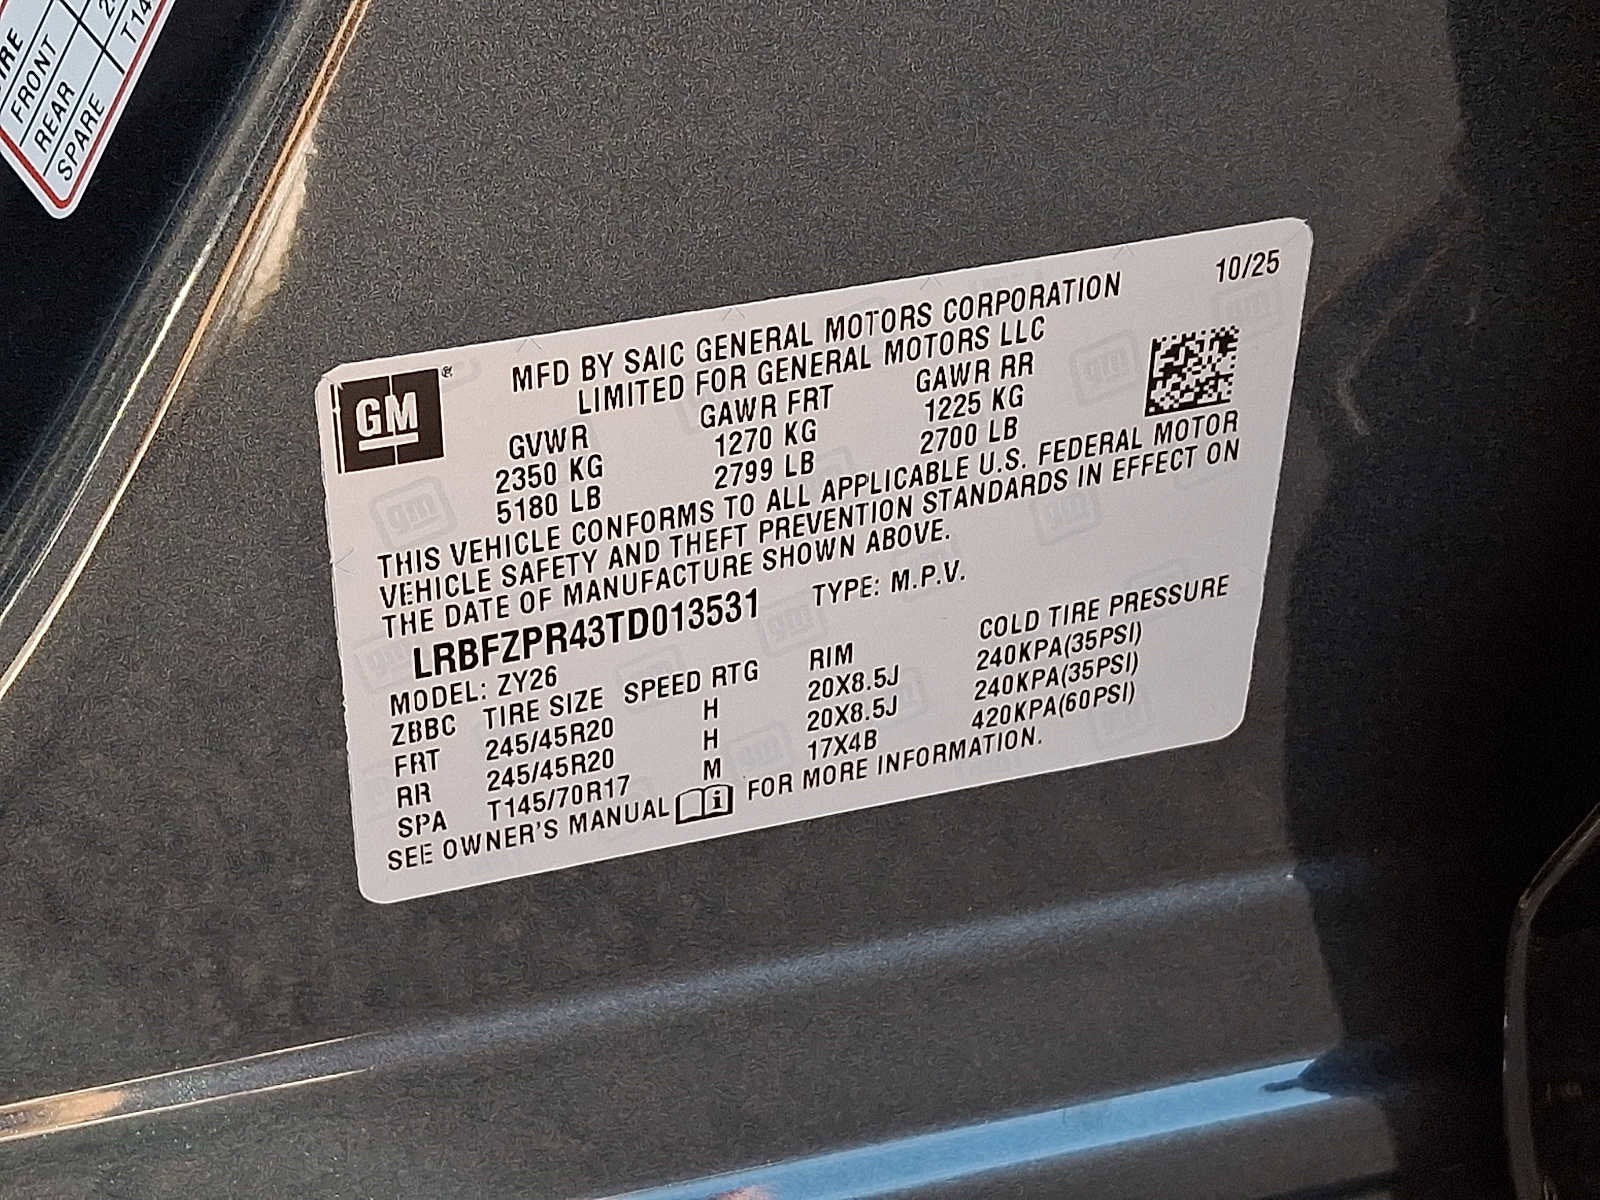 FRONT
REAR
SPARE T14
GM ®
10/25
MFD BY SAIC GENERAL MOTORS CORPORATION
LIMITED FOR GENERAL MOTORS LLC
GVWR GAWR FRT GAWR RR
2350 KG 1270 KG 1225 KG
5180 LB 2799 LB 2700 LB
THIS VEHICLE CONFORMS TO ALL APPLICABLE U.S. FEDERAL MOTOR
VEHICLE SAFETY AND THEFT PREVENTION STANDARDS IN EFFECT ON
THE DATE OF MANUFACTURE SHOWN ABOVE.
LRBFZPR43TD013531 TYPE: M.P.V.
MODEL: ZY26
ZBBC TIRE SIZE SPEED RTG RIM COLD TIRE PRESSURE
FRT 245/45R20 H 20X8.5J 240KPA(35PSI)
RR 245/45R20 H 20X8.5J 240KPA(35PSI)
SPA T145/70R17 M 17X4B 420KPA(60PSI)
SEE OWNER'S MANUAL FOR MORE INFORMATION.